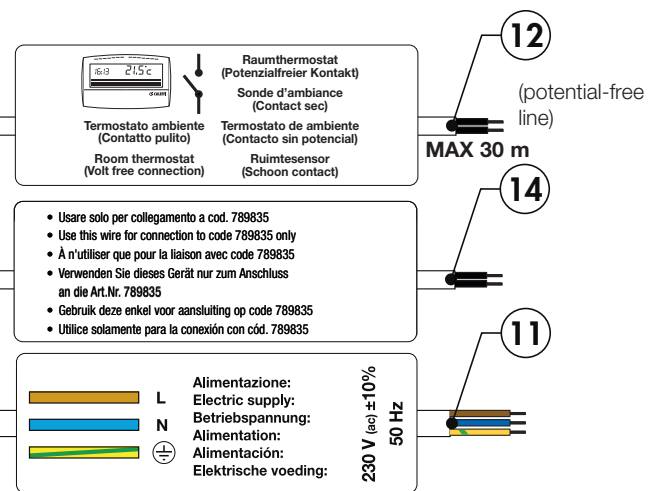 12
16:13 21.5°c
CALEFFI
Raumthermostat
(Potenzialfreier Kontakt)
Sonde d'ambiance
(Contact sec)
Termostato ambiente
(Contatto pulito)
Termostato de ambiente
(Contacto sin potencial)
Room thermostat
(Volt free connection)
Ruimtesensor
(Schoon contact)
(potential-free
line)
MAX 30 m
14
• Usare solo per collegamento a cod. 789835
• Use this wire for connection to code 789835 only
• À n'utiliser que pour la liaison avec code 789835
• Verwenden Sie dieses Gerät nur zum Anschluss
an die Art.Nr. 789835
• Gebruik deze enkel voor aansluiting op code 789835
• Utilice solamente para la conexión con cód. 789835
11
L
N
Alimentazione:
Electric supply:
Betriebspannung:
Alimentation:
Alimentación:
Elektrische voeding:
230 V (ac) ±10%
50 Hz